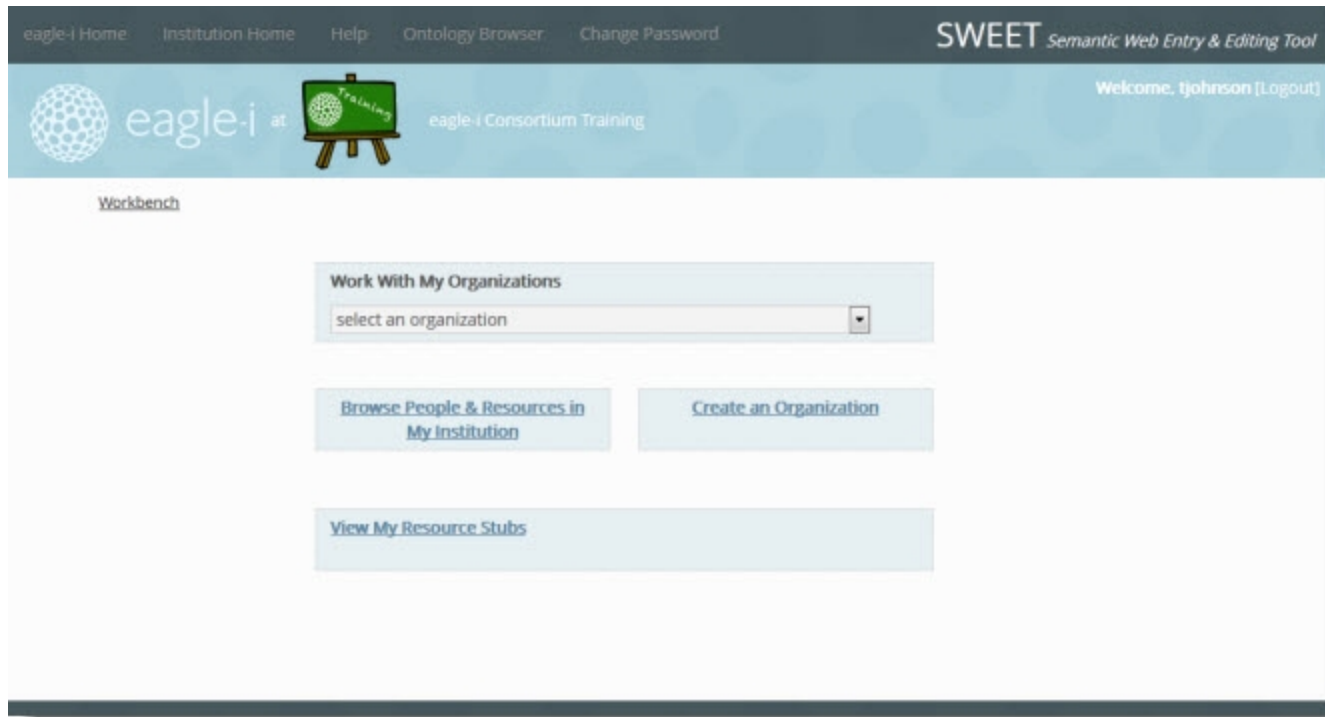 eagle-i Home Institution Home Help Ontology Browser Change Password SWEET Semantic Web Entry & Editing Tool
Welcome, tjohnson [Logout]
eagle-i at Training eagle-i Consortium Training
Workbench
Work With My Organizations
select an organization
Browse People & Resources in
My Institution
Create an Organization
View My Resource Stubs